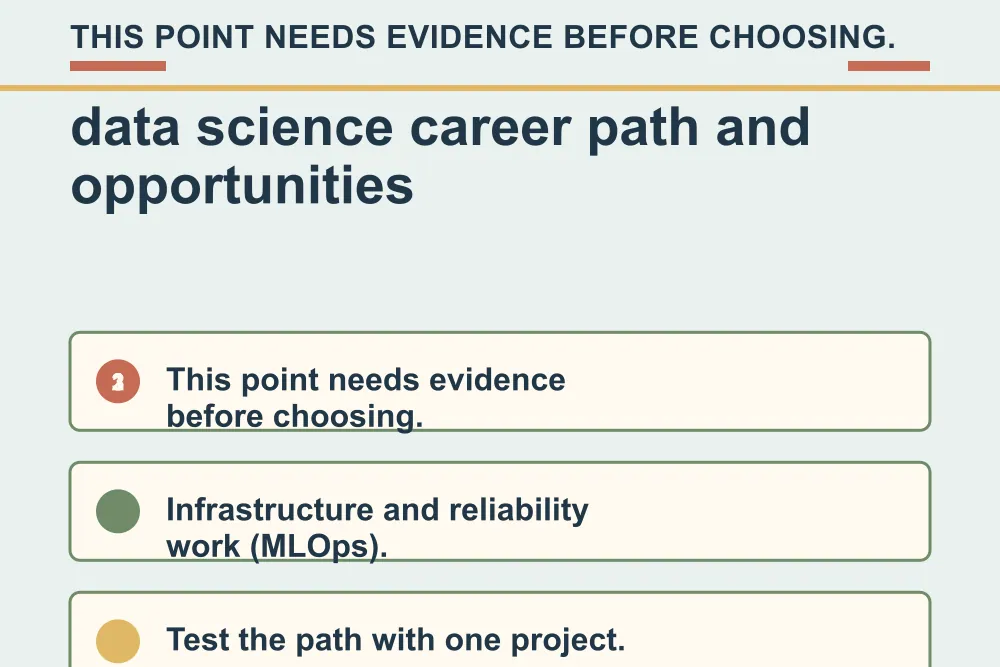 THIS POINT NEEDS EVIDENCE BEFORE CHOOSING.
data science career path and
opportunities
This point needs evidence
before choosing.
Infrastructure and reliability
work (MLOps).
Test the path with one project.